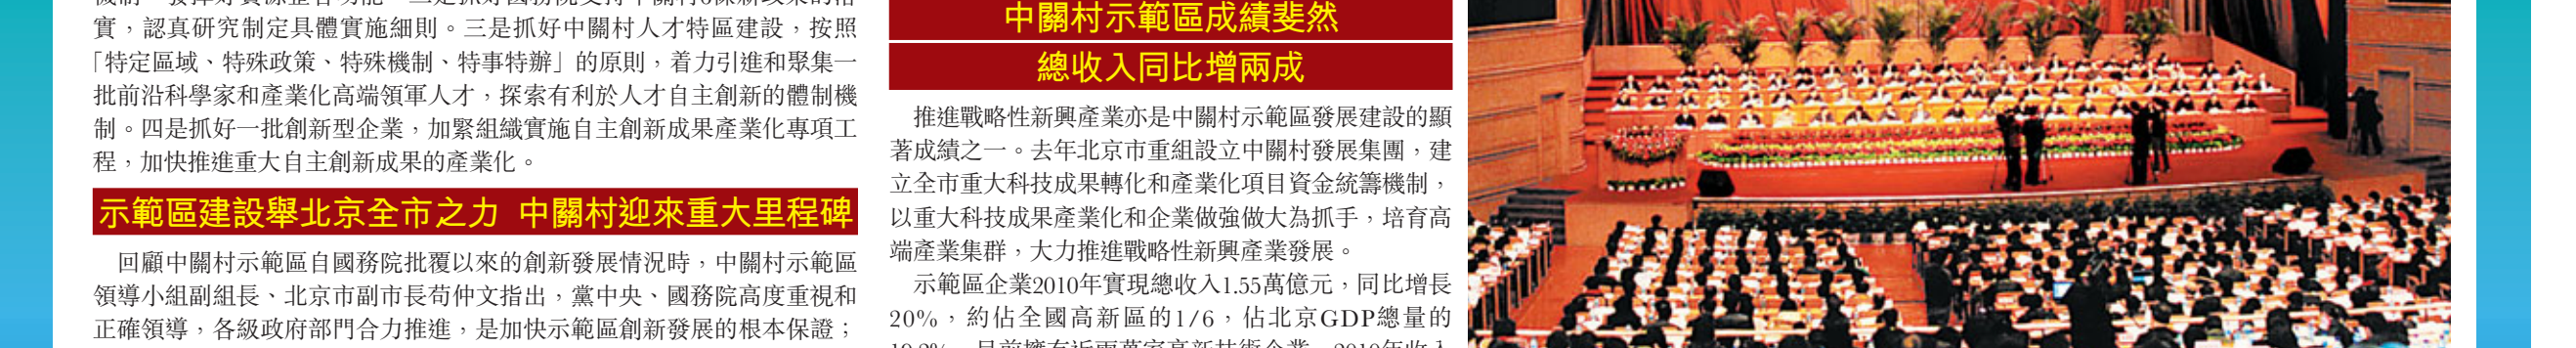 實，認真研究制定具體實施細則。三是抓好中關村人才特區建設，按照
「特定區域、特殊政策、特殊機制、特事特辦」的原則，着力引進和聚集一
批前沿科學家和產業化高端領軍人才，探索有利於人才自主創新的體制機
制。四是抓好一批創新型企業，加緊組織實施自主創新成果產業化專項工
程，加快推進重大自主創新成果的產業化。
示範區建設舉北京全市之力 中關村迎來重大里程碑
回顧中關村示範區自國務院批覆以來的創新發展情況時，中關村示範區
領導小組副組長、北京市副市長苟仲文指出，黨中央、國務院高度重視和
正確領導，各級政府部門合力推進，是加快示範區創新發展的根本保證；
中關村示範區成績斐然
總收入同比增兩成
推進戰略性新興產業亦是中關村示範區發展建設的顯
著成績之一。去年北京市重組設立中關村發展集團，建
立全市重大科技成果轉化和產業化項目資金統籌機制，
以重大科技成果產業化和企業做強做大為抓手，培育高
端產業集群，大力推進戰略性新興產業發展。
示範區企業2010年實現總收入1.55萬億元，同比增長
20%，約佔全國高新區的1/6，佔北京GDP總量的